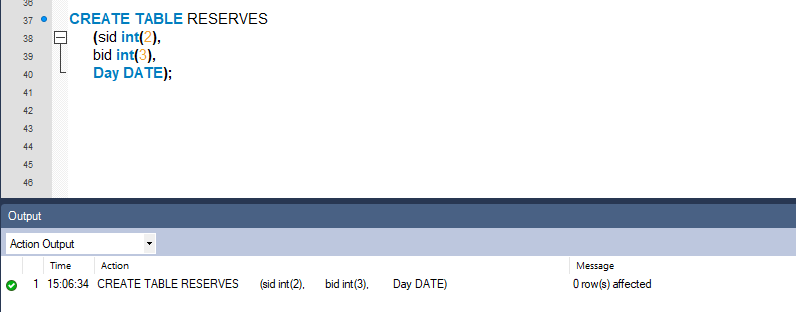 36
37 CREATE TABLE RESERVES
38 (sid int(2),
39 bid int(3),
40 Day DATE);
41
42
43
44
45
46
Output
Action Output
Time Action Message
1 15:06:34 CREATE TABLE RESERVES (sid int(2), bid int(3), Day DATE) 0 row(s) affected